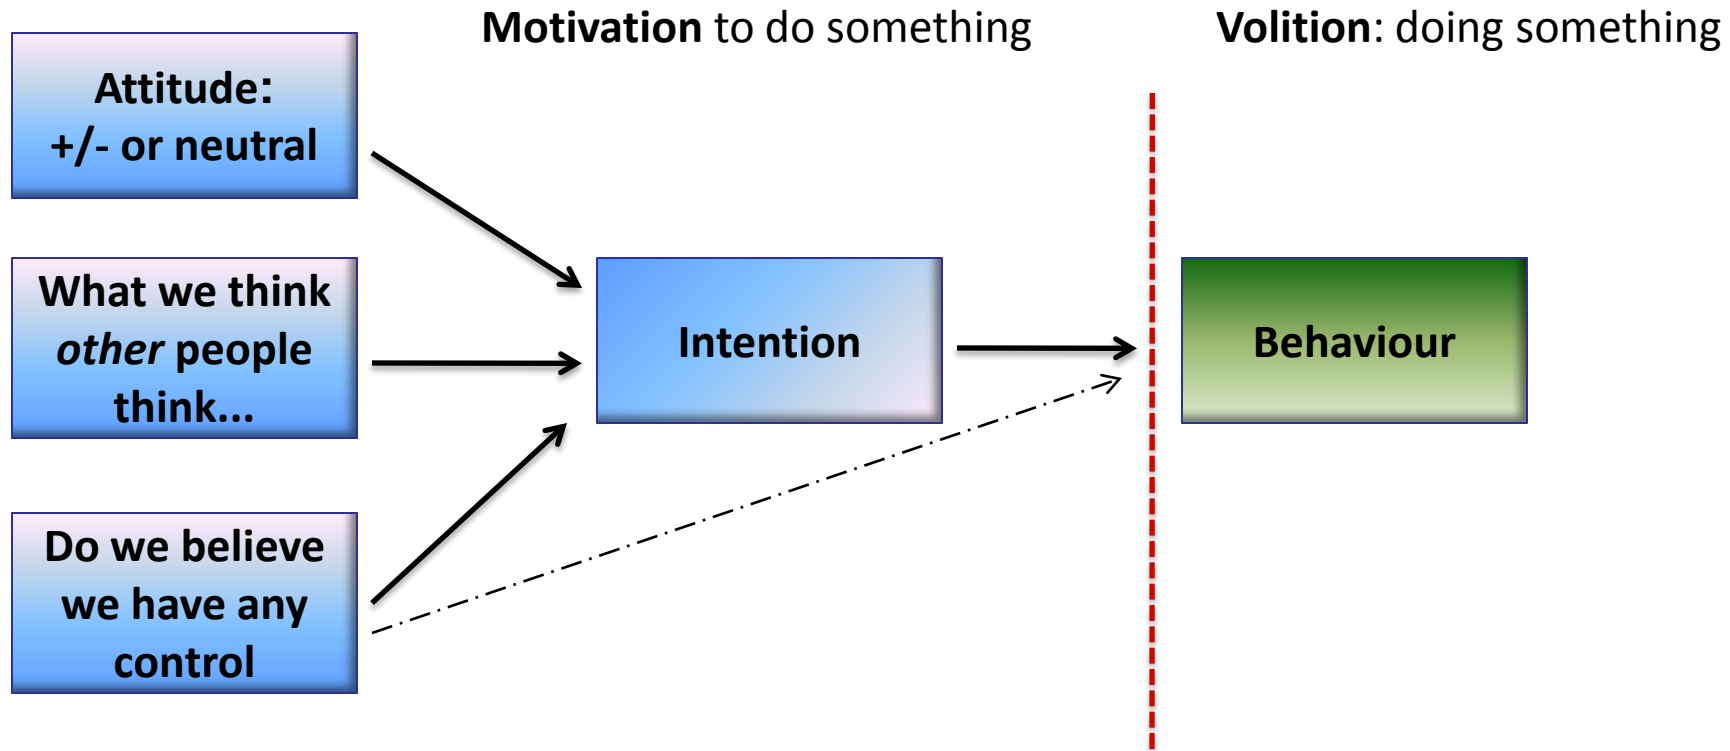 Motivation to do something
Volition: doing something
Attitude:
+/- or neutral
What we think
other people
think...
Intention
Behaviour
Do we believe
we have any
control